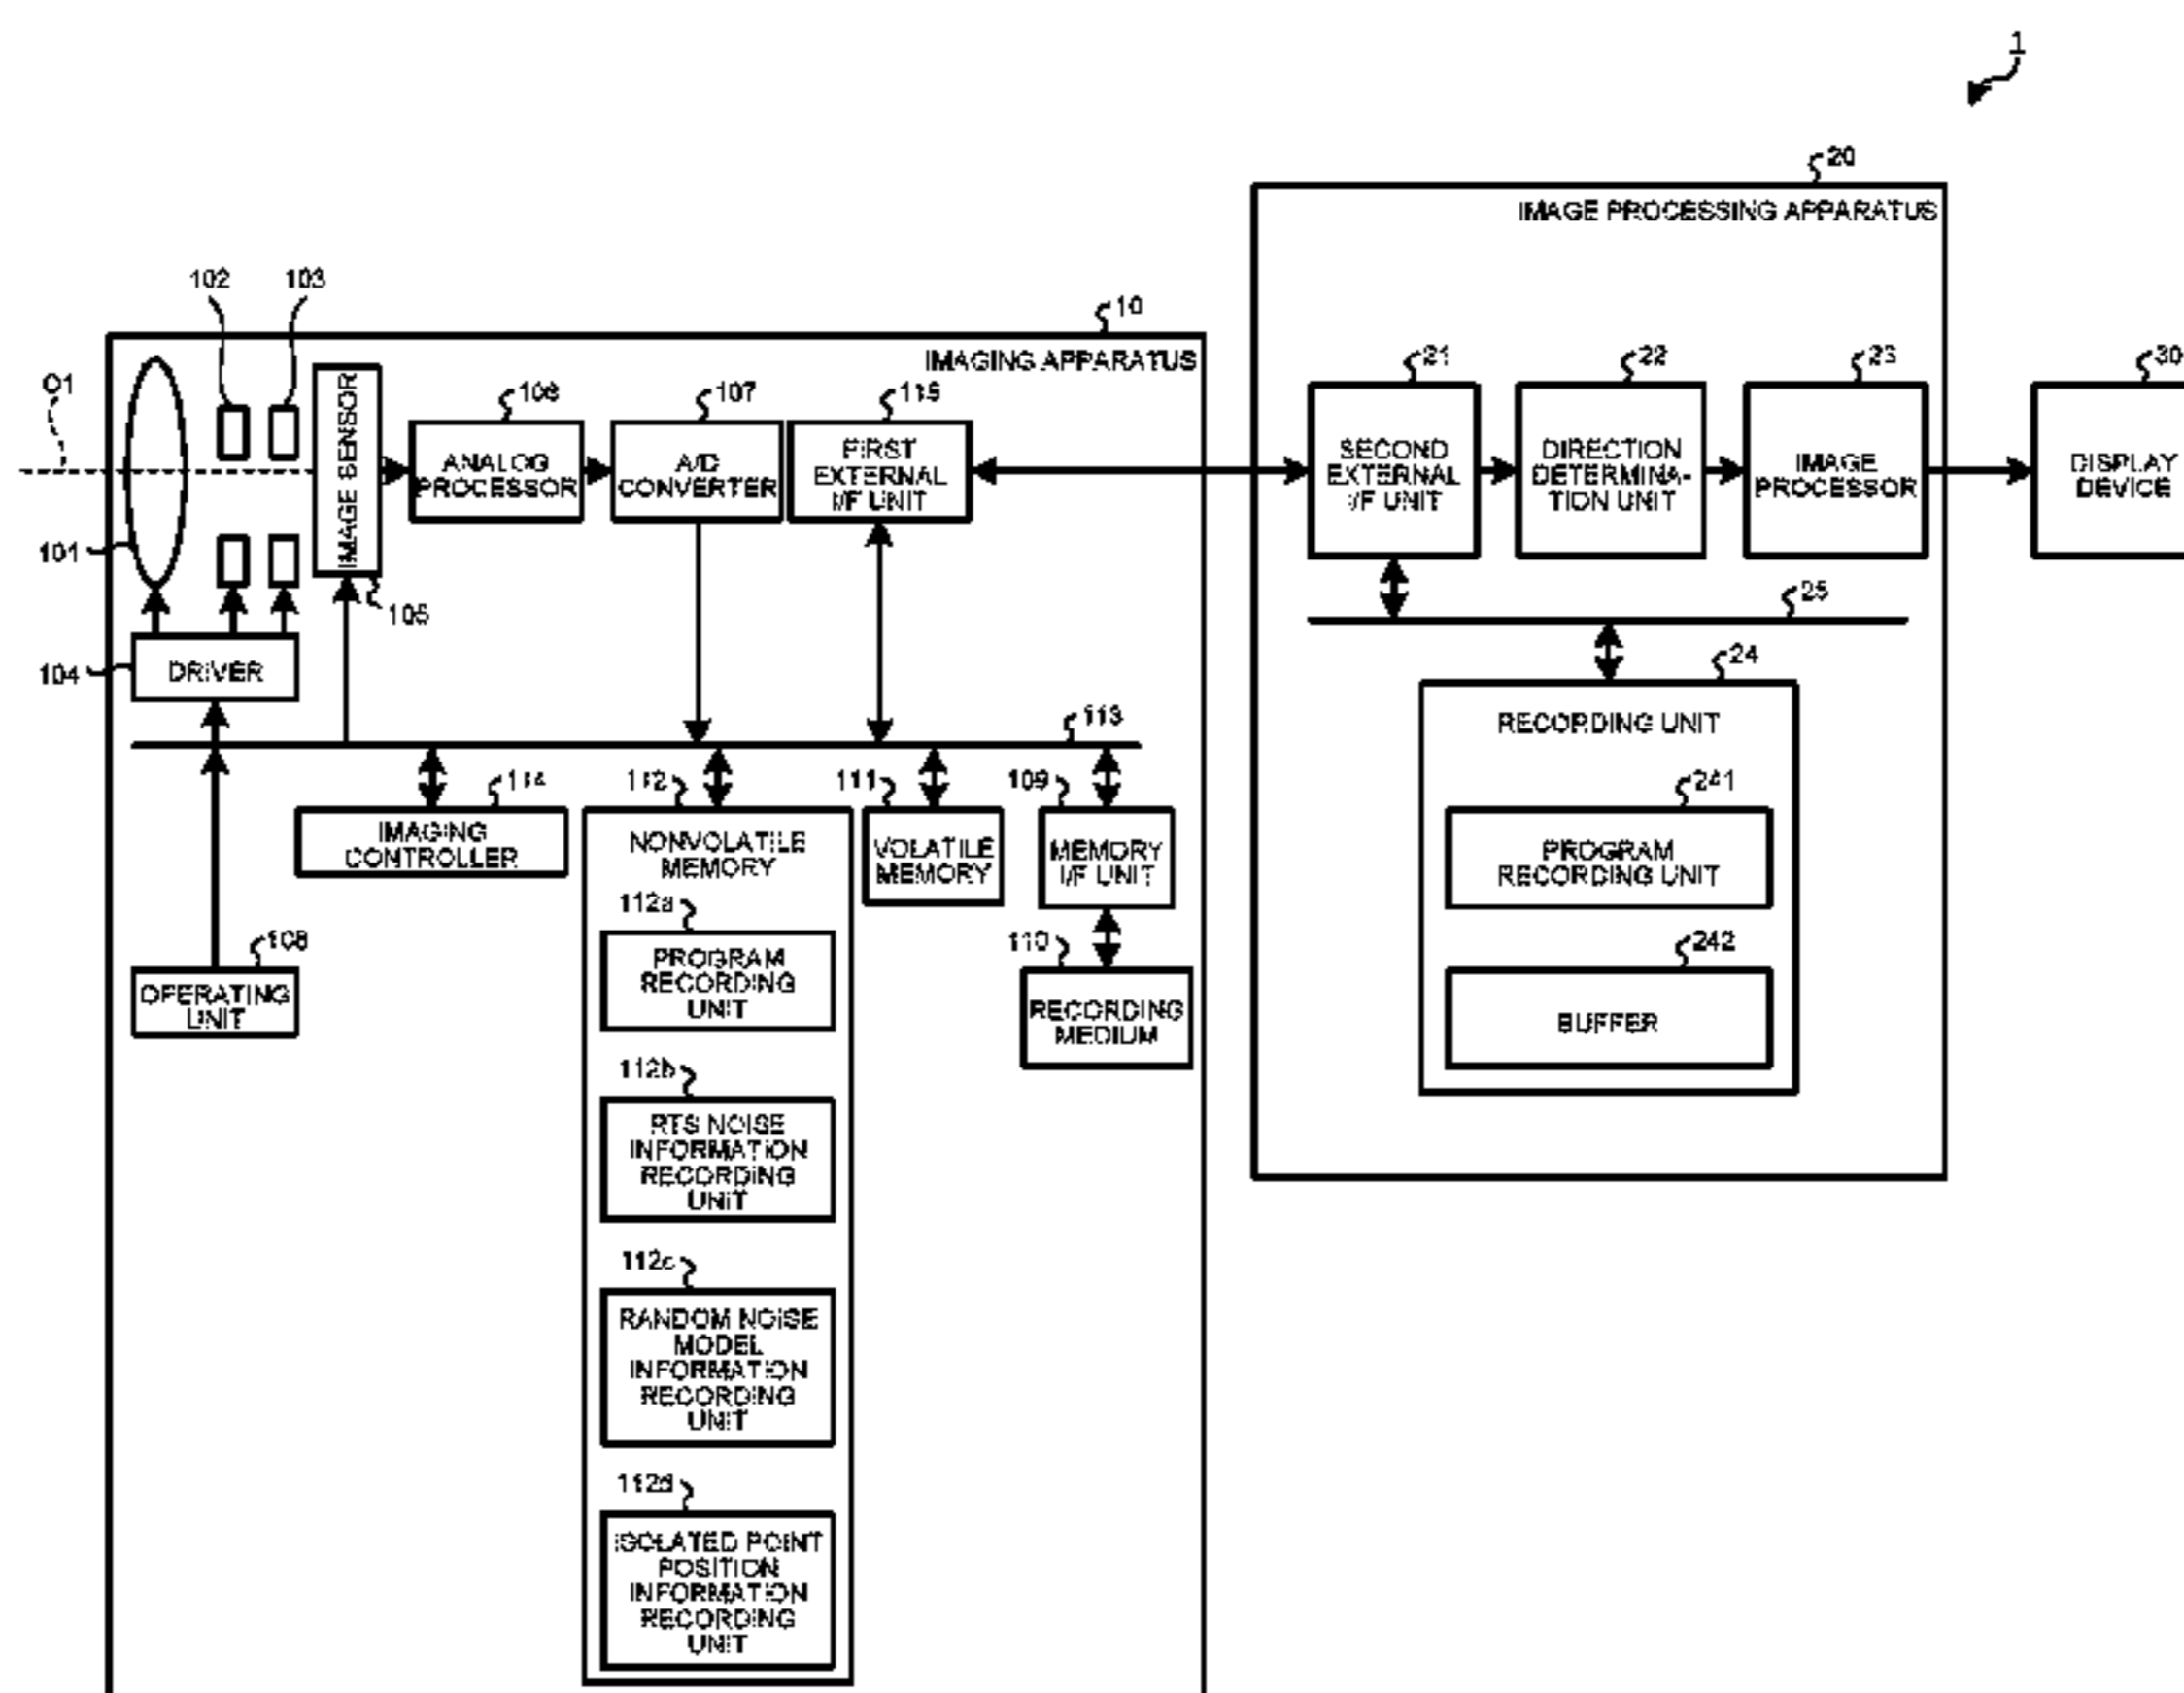 1
20
IMAGE PROCESSING APPARATUS
102
103
10
IMAGING APPARATUS
O1
IMAGE SENSOR
106
ANALOG
PROCESSOR
107
A/D
CONVERTER
115
FIRST
EXTERNAL
I/F UNIT
21
SECOND
EXTERNAL
I/F UNIT
22
DIRECTION
DETERMINA-
TION UNIT
23
IMAGE
PROCESSOR
30
DISPLAY
DEVICE
101
105
104
DRIVER
25
113
24
RECORDING UNIT
241
PROGRAM
RECORDING UNIT
242
BUFFER
114
IMAGING
CONTROLLER
112
NONVOLATILE
MEMORY
111
VOLATILE
MEMORY
109
MEMORY
I/F UNIT
108
OPERATING
UNIT
112a
PROGRAM
RECORDING
UNIT
110
RECORDING
MEDIUM
112b
RTS NOISE
INFORMATION
RECORDING
UNIT
112c
RANDOM NOISE
MODEL
INFORMATION
RECORDING
UNIT
112d
ISOLATED POINT
POSITION
INFORMATION
RECORDING
UNIT